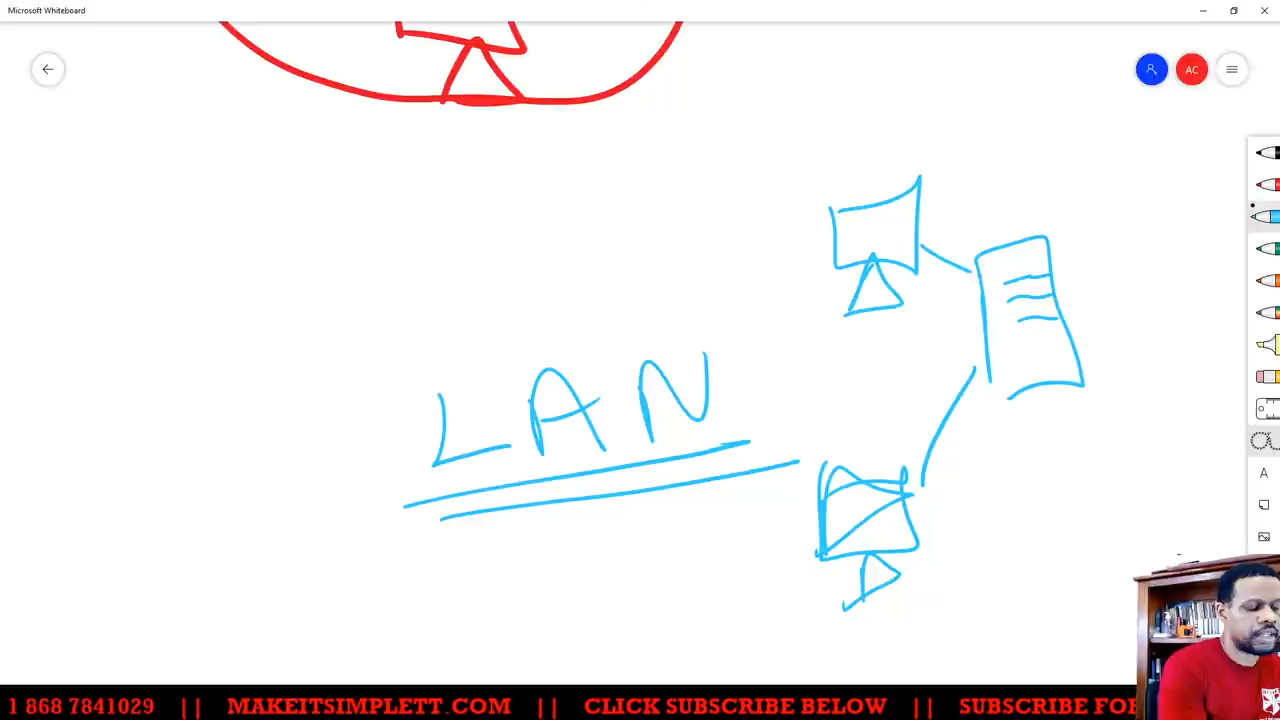 Microsoft Whiteboard
AC
LAN
A
1 868 7841029 || MAKEITSIMPLETT.COM || CLICK SUBSCRIBE BELOW || SUBSCRIBE FOR